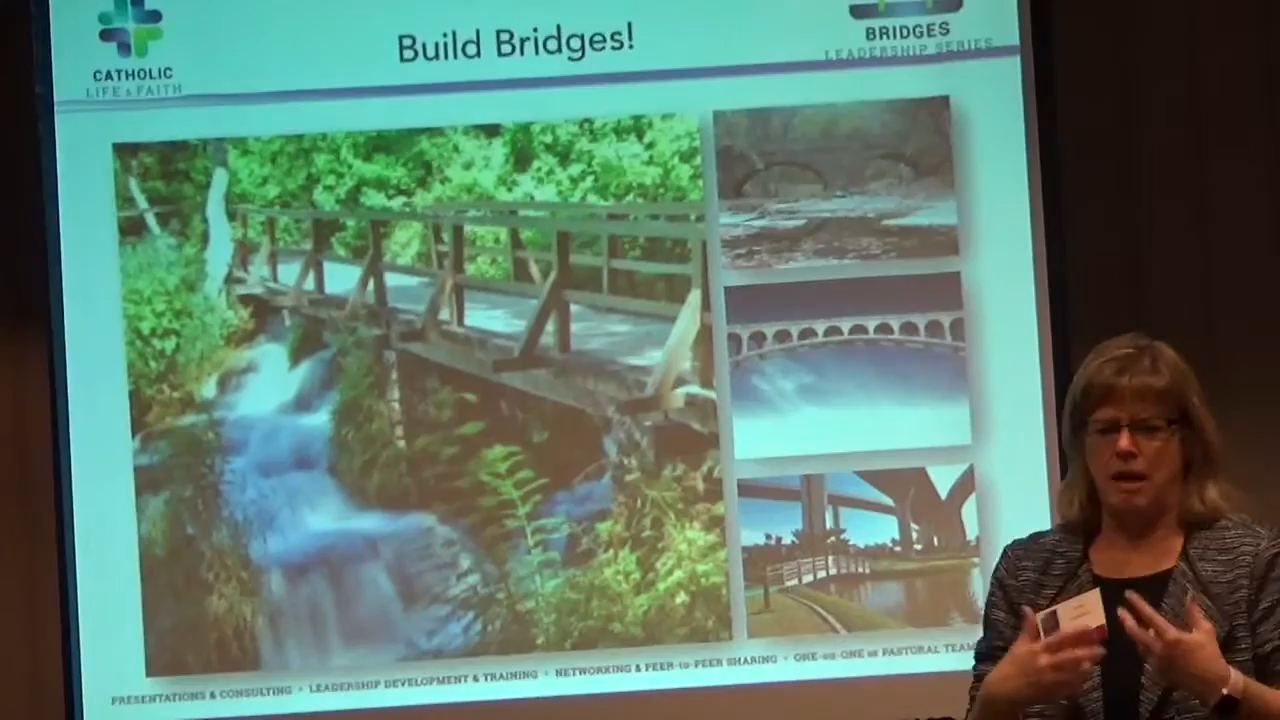 Build Bridges!
CATHOLIC
LIFE & FAITH
BRIDGES
LEADERSHIP SERIES
PRESENTATIONS & CONSULTING • LEADERSHIP DEVELOPMENT & TRAINING • NETWORKING & PEER-to-PEER SHARING • ONE-on-ONE or PASTORAL TEAM